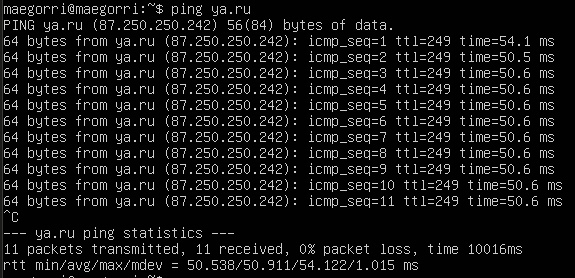 maegorri@maegorri:~$ ping ya.ru
PING ya.ru (87.250.250.242) 56(84) bytes of data.
64 bytes from ya.ru (87.250.250.242): icmp_seq=1 ttl=249 time=54.1 ms
64 bytes from ya.ru (87.250.250.242): icmp_seq=2 ttl=249 time=50.5 ms
64 bytes from ya.ru (87.250.250.242): icmp_seq=3 ttl=249 time=50.6 ms
64 bytes from ya.ru (87.250.250.242): icmp_seq=4 ttl=249 time=50.6 ms
64 bytes from ya.ru (87.250.250.242): icmp_seq=5 ttl=249 time=50.6 ms
64 bytes from ya.ru (87.250.250.242): icmp_seq=6 ttl=249 time=50.6 ms
64 bytes from ya.ru (87.250.250.242): icmp_seq=7 ttl=249 time=50.6 ms
64 bytes from ya.ru (87.250.250.242): icmp_seq=8 ttl=249 time=50.6 ms
64 bytes from ya.ru (87.250.250.242): icmp_seq=9 ttl=249 time=50.6 ms
64 bytes from ya.ru (87.250.250.242): icmp_seq=10 ttl=249 time=50.6 ms
64 bytes from ya.ru (87.250.250.242): icmp_seq=11 ttl=249 time=50.6 ms
^C
--- ya.ru ping statistics ---
11 packets transmitted, 11 received, 0% packet loss, time 10016ms
rtt min/avg/max/mdev = 50.538/50.911/54.122/1.015 ms